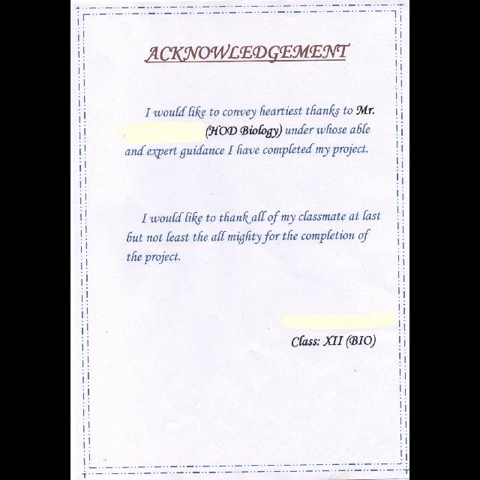 ACKNOWLEDGEMENT
I would like to convey heartiest thanks to Mr.
(HOD Biology) under whose able
and expert guidance I have completed my project.
I would like to thank all of my classmate at last
but not least the all mighty for the completion of
the project.
Class: XII (BIO)